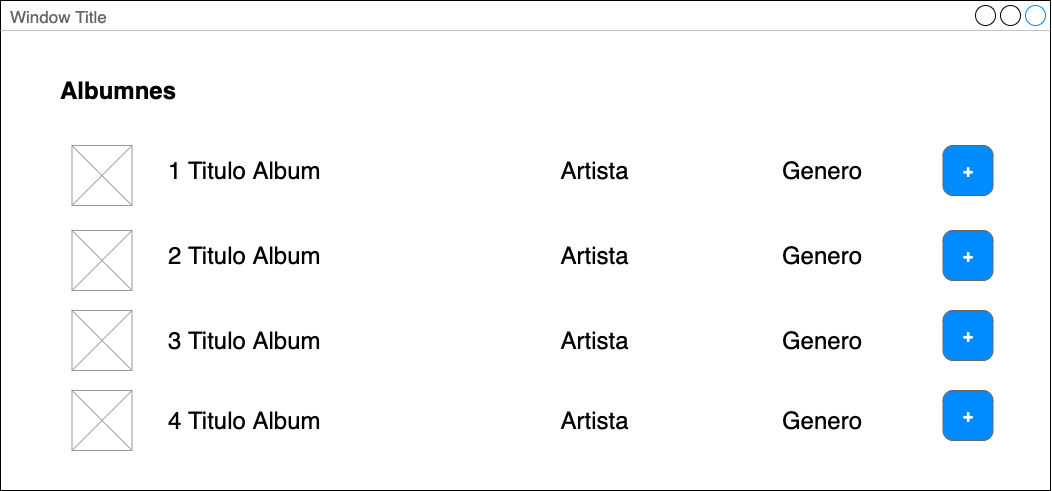 Window Title
Albumnes
1 Titulo Album Artista Genero +
2 Titulo Album Artista Genero +
3 Titulo Album Artista Genero +
4 Titulo Album Artista Genero +